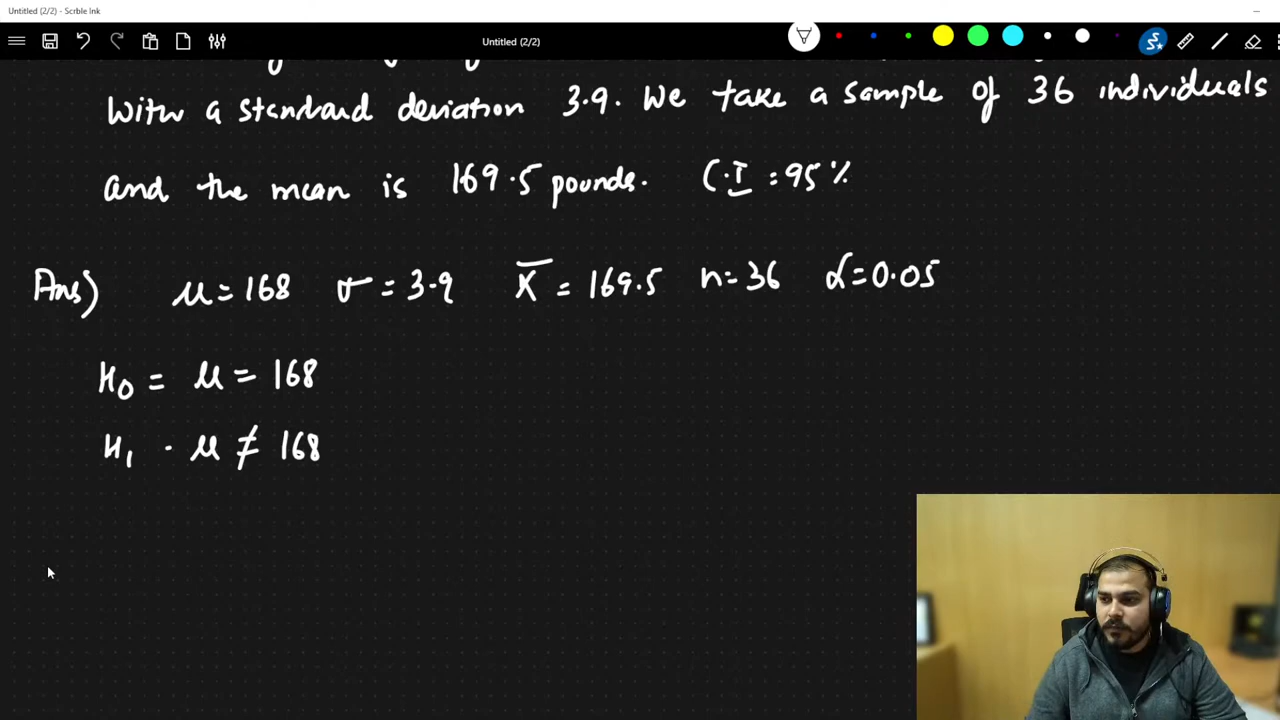 Untitled (2/2) - Scrble Ink
Untitled (2/2)
With a standard deviation 3.9. We take a sample of 36 individuals
and the mean is 169.5 pounds. C.I = 95%
Ans) μ = 168 σ = 3.9 X̅ = 169.5 n = 36 α = 0.05
H₀ = μ = 168
H₁ · μ ≠ 168